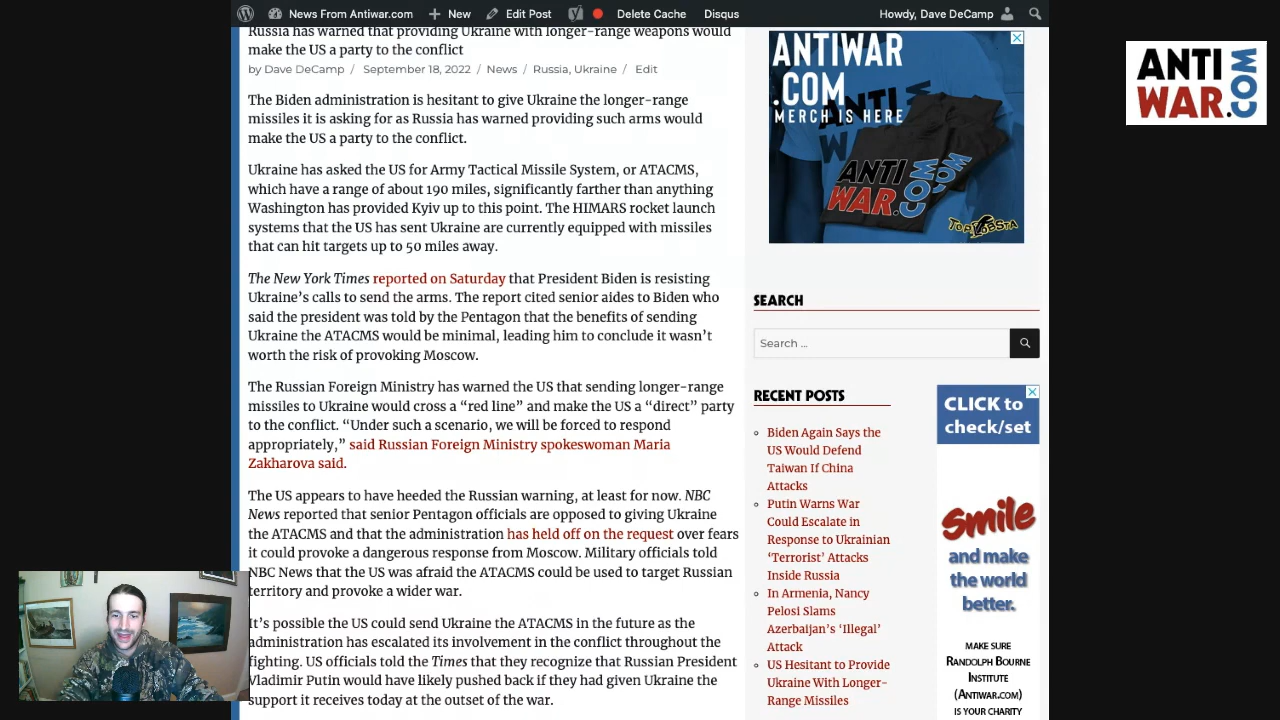 News From Antiwar.com
New
Edit Post
Delete Cache
Disqus
Howdy, Dave DeCamp
Russia has warned that providing Ukraine with longer-range weapons would
make the US a party to the conflict
by Dave DeCamp / September 18, 2022 / News / Russia, Ukraine / Edit
The Biden administration is hesitant to give Ukraine the longer-range
missiles it is asking for as Russia has warned providing such arms would
make the US a party to the conflict.
Ukraine has asked the US for Army Tactical Missile System, or ATACMS,
which have a range of about 190 miles, significantly farther than anything
Washington has provided Kyiv up to this point. The HIMARS rocket launch
systems that the US has sent Ukraine are currently equipped with missiles
that can hit targets up to 50 miles away.
The New York Times reported on Saturday that President Biden is resisting
Ukraine’s calls to send the arms. The report cited senior aides to Biden who
said the president was told by the Pentagon that the benefits of sending
Ukraine the ATACMS would be minimal, leading him to conclude it wasn’t
worth the risk of provoking Moscow.
The Russian Foreign Ministry has warned the US that sending longer-range
missiles to Ukraine would cross a “red line” and make the US a “direct” party
to the conflict. “Under such a scenario, we will be forced to respond
appropriately,” said Russian Foreign Ministry spokeswoman Maria
Zakharova said.
The US appears to have heeded the Russian warning, at least for now. NBC
News reported that senior Pentagon officials are opposed to giving Ukraine
the ATACMS and that the administration has held off on the request over fears
it could provoke a dangerous response from Moscow. Military officials told
NBC News that the US was afraid the ATACMS could be used to target Russian
territory and provoke a wider war.
It’s possible the US could send Ukraine the ATACMS in the future as the
administration has escalated its involvement in the conflict throughout the
fighting. US officials told the Times that they recognize that Russian President
Vladimir Putin would have likely pushed back if they had given Ukraine the
support it receives today at the outset of the war.
ANTIWAR
.COM
MERCH IS HERE
ANTI
WAR.COM
TOPLOBSTA
SEARCH
Search ...
RECENT POSTS
Biden Again Says the
US Would Defend
Taiwan If China
Attacks
Putin Warns War
Could Escalate in
Response to Ukrainian
‘Terrorist’ Attacks
Inside Russia
In Armenia, Nancy
Pelosi Slams
Azerbaijan’s ‘Illegal’
Attack
US Hesitant to Provide
Ukraine With Longer-
Range Missiles
CLICK to
check/set
Smile
and make
the world
better.
MAKE SURE
RANDOLPH BOURNE
INSTITUTE
(ANTIWAR.COM)
IS YOUR CHARITY
ANTI
WAR.COM